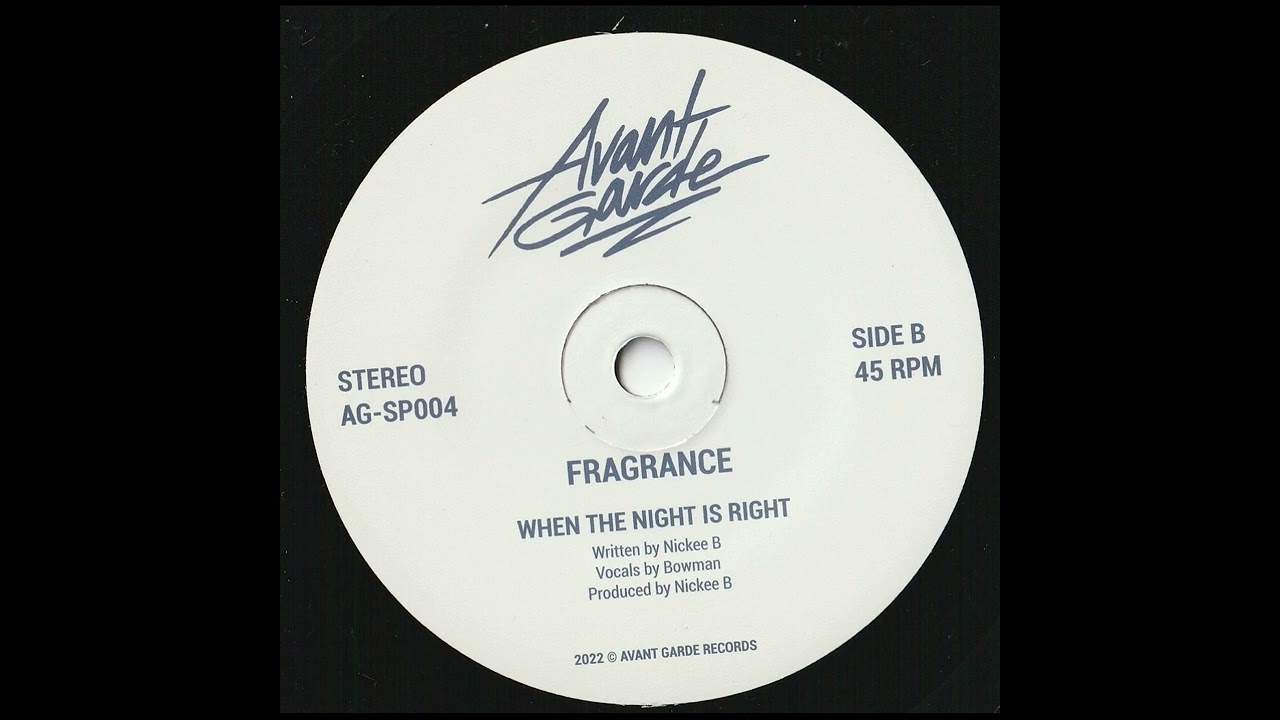 Avant
Garde
SIDE B
45 RPM
STEREO
AG-SP004
FRAGRANCE
WHEN THE NIGHT IS RIGHT
Written by Nickee B
Vocals by Bowman
Produced by Nickee B
2022 © AVANT GARDE RECORDS